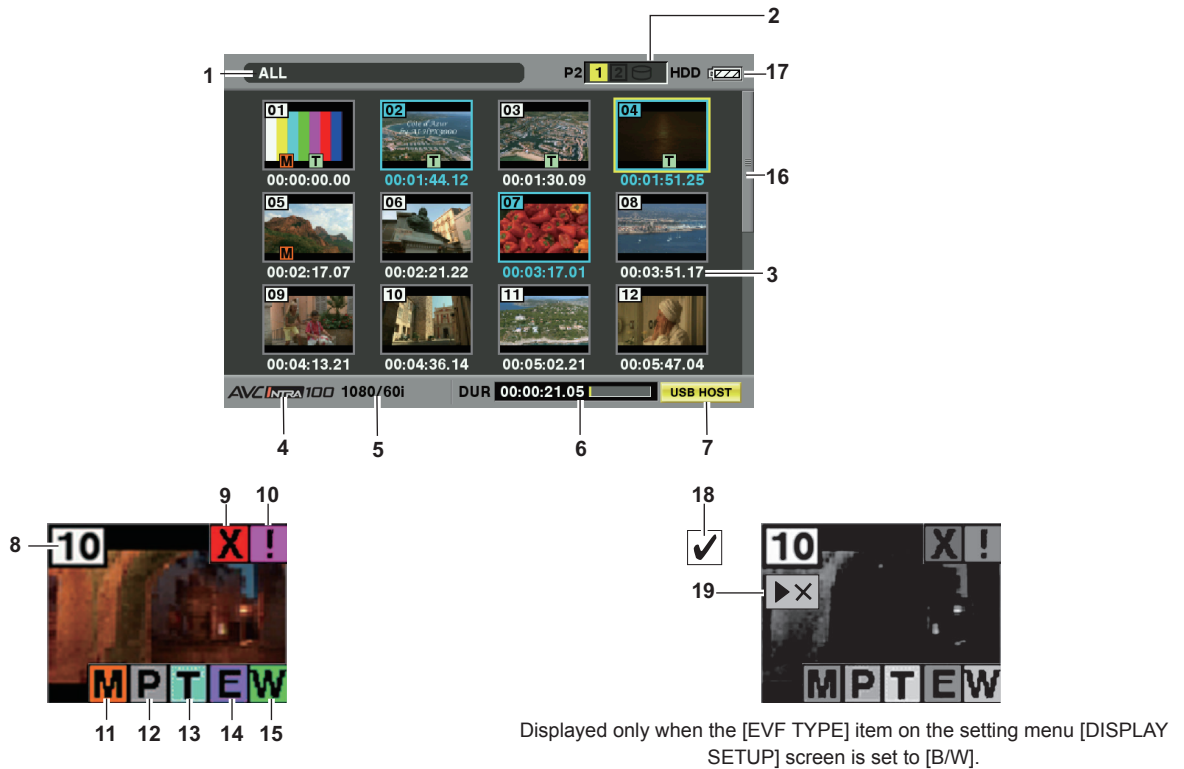 2
1 ALL P2 1 2 HDD 17
01 02 03 04
Côte d'Azur
by AJ-HPX3000
M T T T T
00:00:00.00 00:01:44.12 00:01:30.09 00:01:51.25
16
05 06 07 08
M
00:02:17.07 00:02:21.22 00:03:17.01 00:03:51.17 3
09 10 11 12
00:04:13.21 00:04:36.14 00:05:02.21 00:05:47.04
AVC INTRA 100 1080/60i DUR 00:00:21.05 USB HOST
4 5 6 7
9 10 18
8 10 X ! ✔ 10 X !
19 ▶×
M P T E W M P T E W
11 12 13 14 15
Displayed only when the [EVF TYPE] item on the setting menu [DISPLAY
SETUP] screen is set to [B/W].